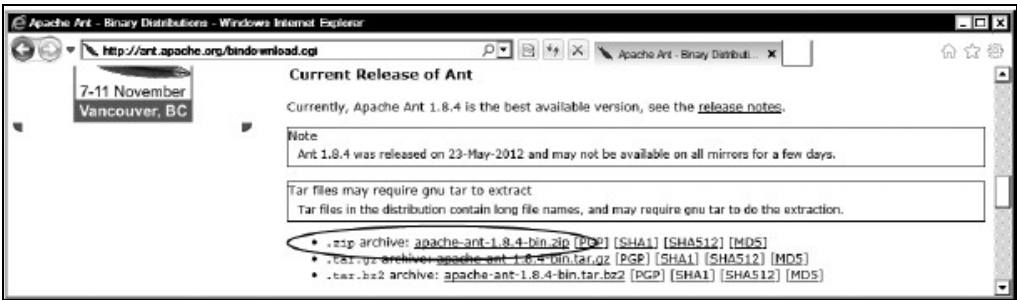 Apache Ant - Binary Distributions - Windows Internet Explorer
http://ant.apache.org/bindownload.cgi
Apache Ant - Binary Distributi...
7-11 November
Vancouver, BC
Current Release of Ant
Currently, Apache Ant 1.8.4 is the best available version, see the release notes.
Note
Ant 1.8.4 was released on 23-May-2012 and may not be available on all mirrors for a few days.
Tar files may require gnu tar to extract
Tar files in the distribution contain long file names, and may require gnu tar to do the extraction.
• .zip archive: apache-ant-1.8.4-bin.zip [PGP] [SHA1] [SHA512] [MD5]
• .tar.gz archive: apache-ant-1.8.4-bin.tar.gz [PGP] [SHA1] [SHA512] [MD5]
• .tar.bz2 archive: apache-ant-1.8.4-bin.tar.bz2 [PGP] [SHA1] [SHA512] [MD5]